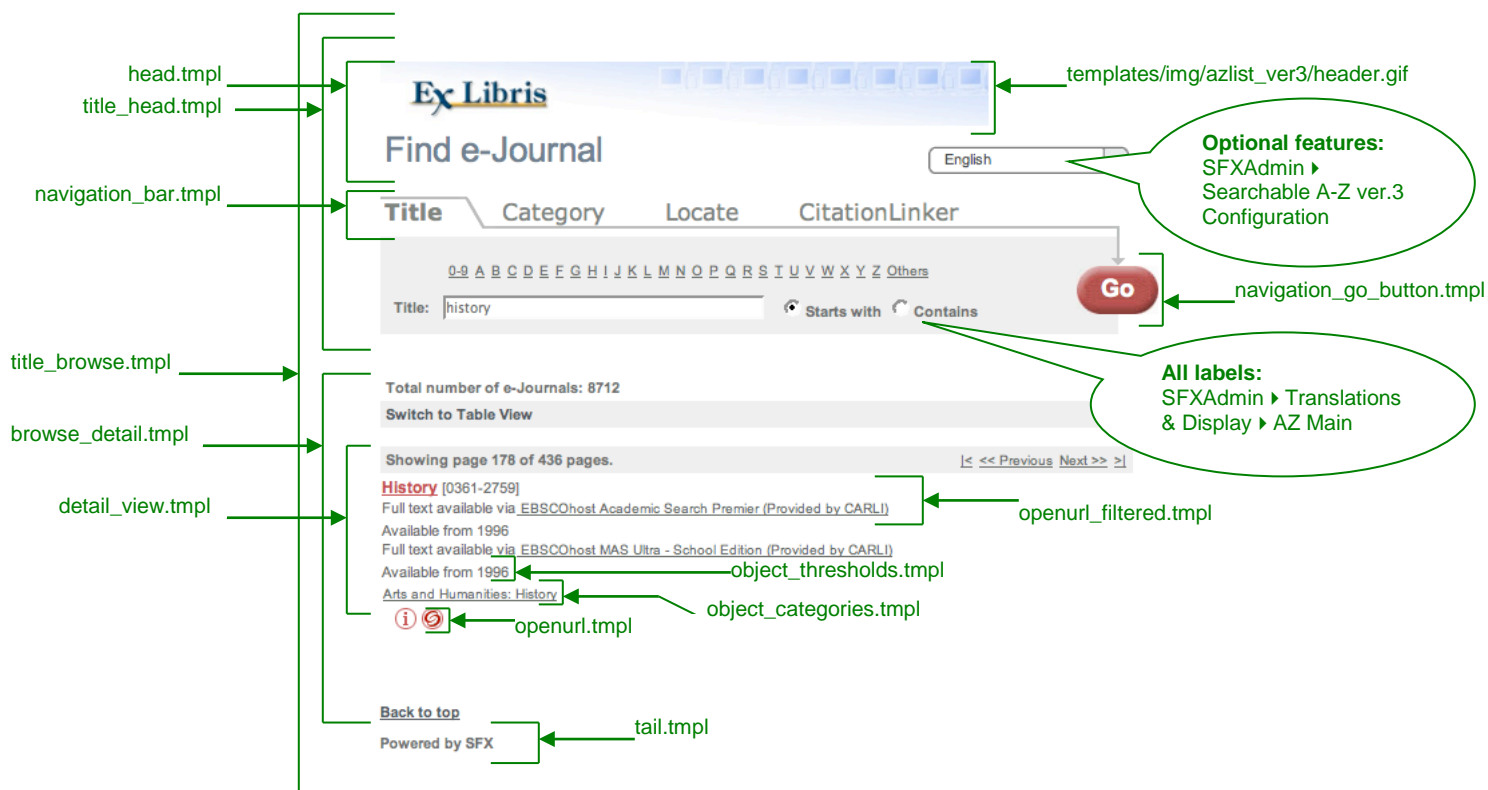 head.tmpl
title_head.tmpl
Ex Libris
templates/img/azlist_ver3/header.gif
Find e-Journal
English
Optional features:
SFXAdmin ▸
Searchable A-Z ver.3
Configuration
navigation_bar.tmpl
Title Category Locate CitationLinker
0-9 A B C D E F G H I J K L M N O P Q R S T U V W X Y Z Others
Go
navigation_go_button.tmpl
Title: history Starts with Contains
title_browse.tmpl
All labels:
SFXAdmin ▸ Translations
& Display ▸ AZ Main
Total number of e-Journals: 8712
Switch to Table View
browse_detail.tmpl
Showing page 178 of 436 pages. |< << Previous Next >> >|
detail_view.tmpl
History [0361-2759]
Full text available via EBSCOhost Academic Search Premier (Provided by CARLI)
openurl_filtered.tmpl
Available from 1996
Full text available via EBSCOhost MAS Ultra - School Edition (Provided by CARLI)
Available from 1996
object_thresholds.tmpl
Arts and Humanities: History
object_categories.tmpl
i
openurl.tmpl
Back to top
tail.tmpl
Powered by SFX